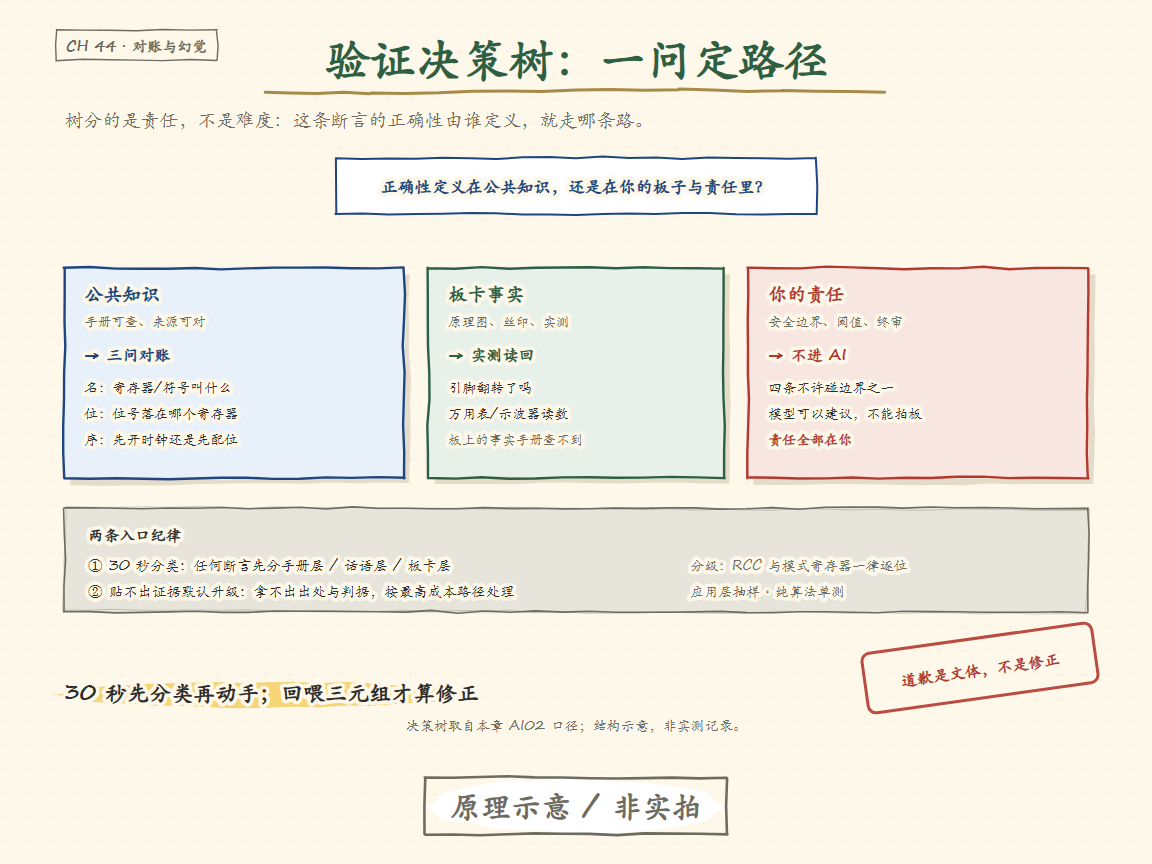 CH 44 · 对账与幻觉
验证决策树：一问定路径
树分的是责任，不是难度：这条断言的正确性由谁定义，就走哪条路。
正确性定义在公共知识，还是在你的板子与责任里？
公共知识
手册可查、来源可对
→ 三问对账
名：寄存器/符号叫什么
位：位号落在哪个寄存器
序：先开时钟还是先配位
板卡事实
原理图、丝印、实测
→ 实测读回
引脚翻转了吗
万用表/示波器读数
板上的事实手册查不到
你的责任
安全边界、阈值、终审
→ 不进 AI
四条不许碰边界之一
模型可以建议，不能拍板
责任全部在你
两条入口纪律
① 30 秒分类：任何断言先分手册层 / 话语层 / 板卡层
② 贴不出证据默认升级：拿不出出处与判据，按最高成本路径处理
分级：RCC 与模式寄存器一律逐位
应用层抽样·纯算法单测
道歉是文体，不是修正
30 秒先分类再动手；回喂三元组才算修正
决策树取自本章 AI02 口径；结构示意，非实测记录。
原理示意 / 非实拍